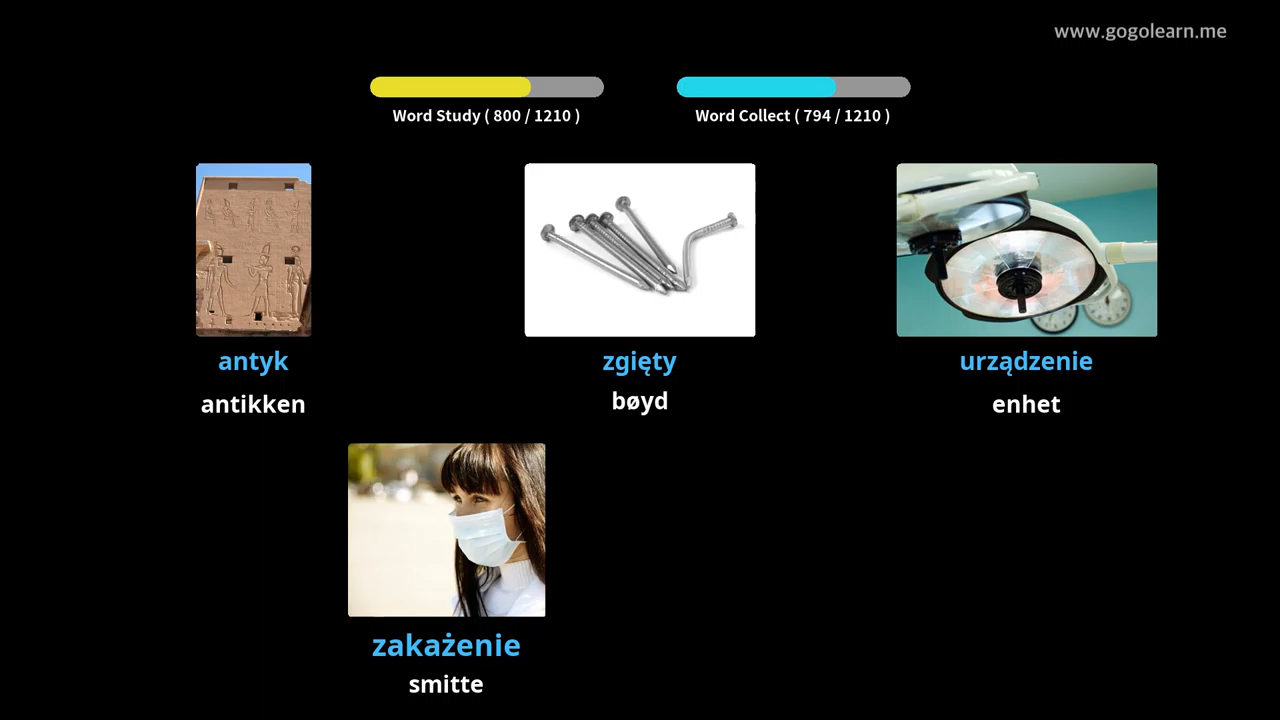 www.gogolearn.me
Word Study ( 800 / 1210 )
Word Collect ( 794 / 1210 )
antyk
antikken
zgięty
bøyd
urządzenie
enhet
zakażenie
smitte